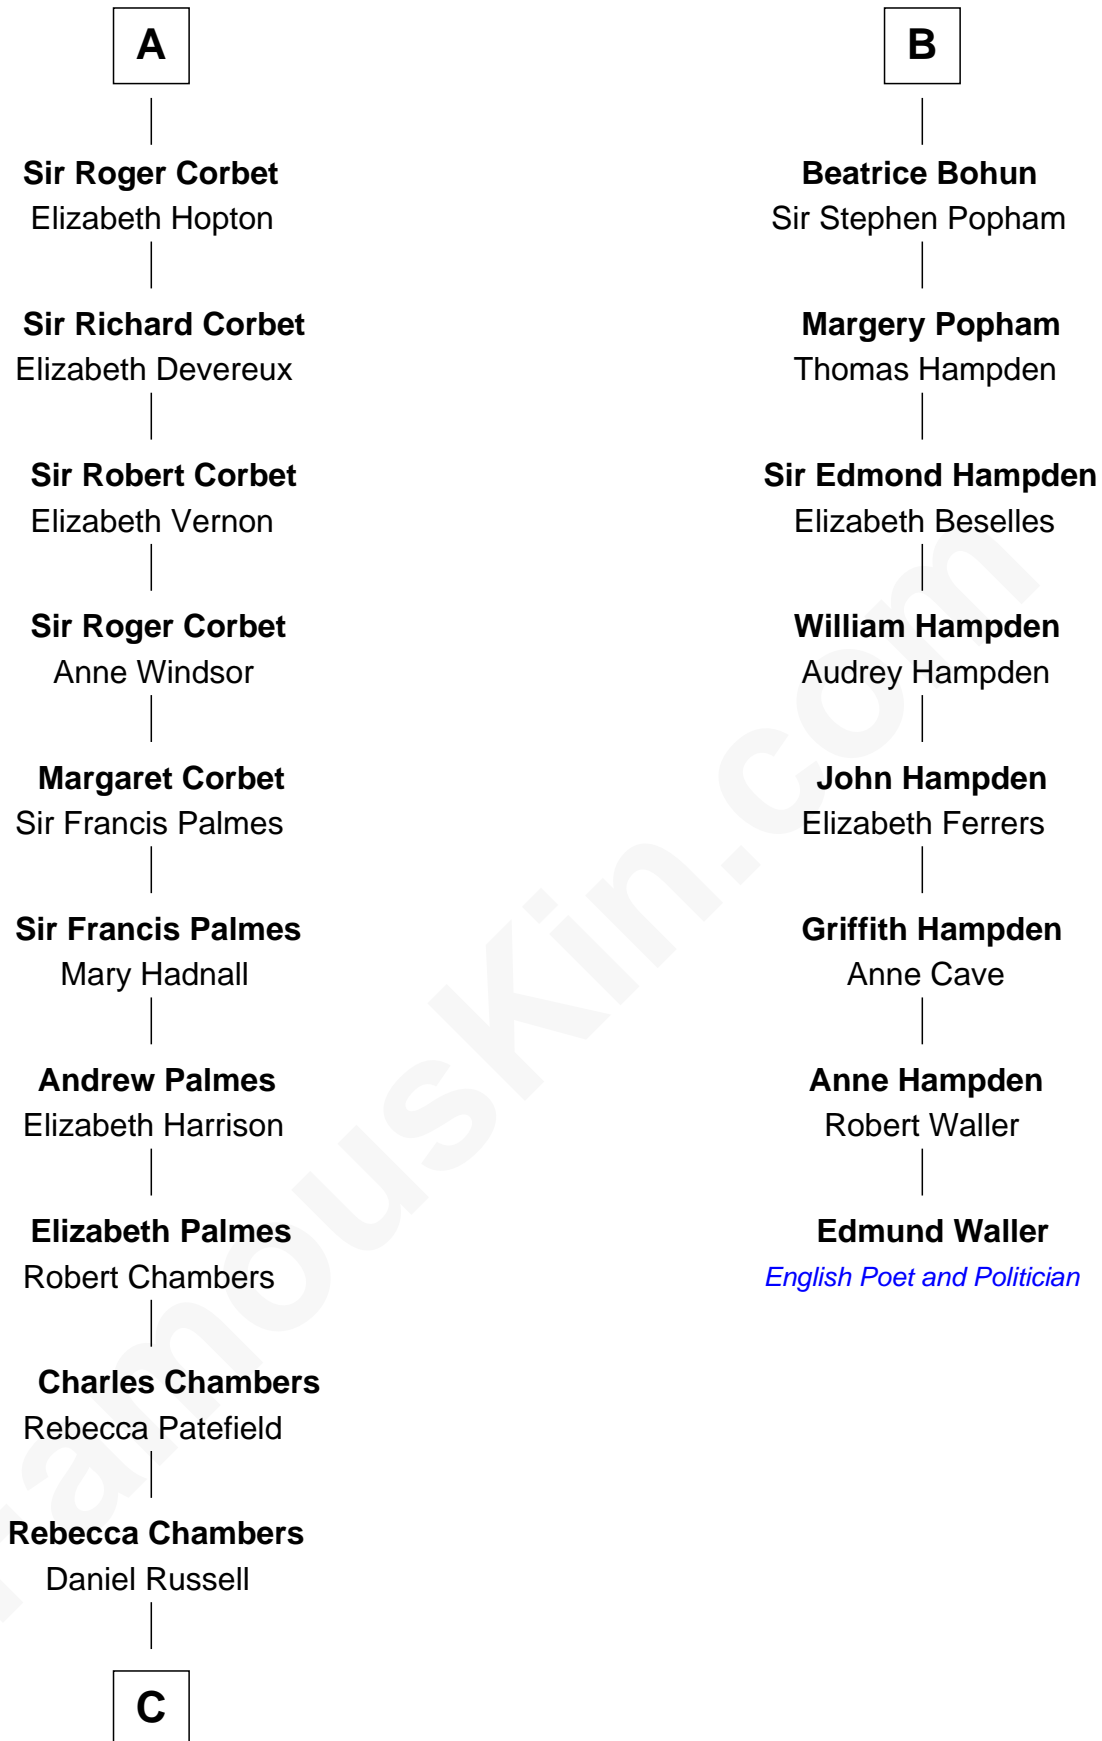 A
Sir Roger Corbet
Elizabeth Hopton
Sir Richard Corbet
Elizabeth Devereux
Sir Robert Corbet
Elizabeth Vernon
Sir Roger Corbet
Anne Windsor
Margaret Corbet
Sir Francis Palmes
Sir Francis Palmes
Mary Hadnall
Andrew Palmes
Elizabeth Harrison
Elizabeth Palmes
Robert Chambers
Charles Chambers
Rebecca Patefield
Rebecca Chambers
Daniel Russell
C
B
Beatrice Bohun
Sir Stephen Popham
Margery Popham
Thomas Hampden
Sir Edmond Hampden
Elizabeth Beselles
William Hampden
Audrey Hampden
John Hampden
Elizabeth Ferrers
Griffith Hampden
Anne Cave
Anne Hampden
Robert Waller
Edmund Waller
English Poet and Politician
FamousKin.com